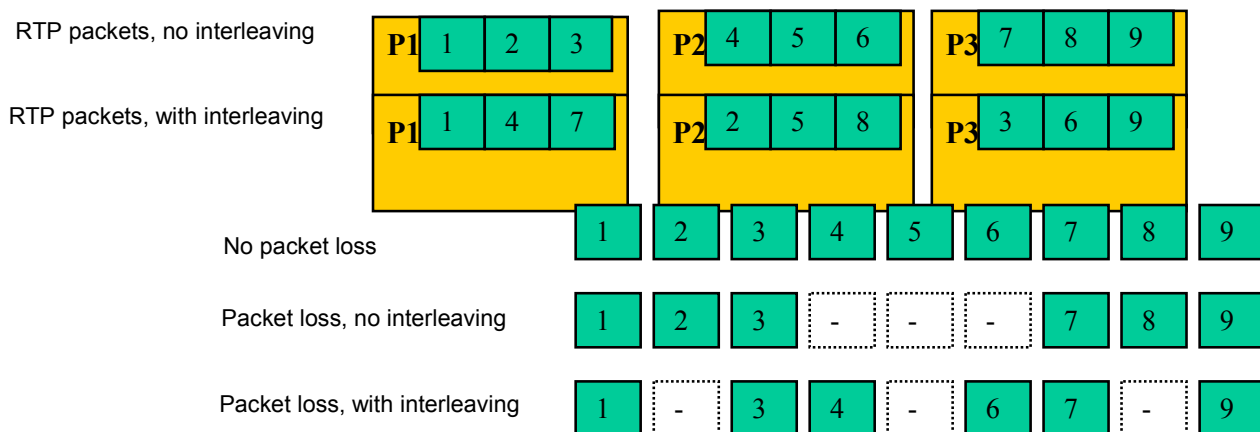 RTP packets, no interleaving P1 1 2 3 P2 4 5 6 P3 7 8 9
RTP packets, with interleaving P1 1 4 7 P2 2 5 8 P3 3 6 9
No packet loss 1 2 3 4 5 6 7 8 9
Packet loss, no interleaving 1 2 3 - - - 7 8 9
Packet loss, with interleaving 1 - 3 4 - 6 7 - 9